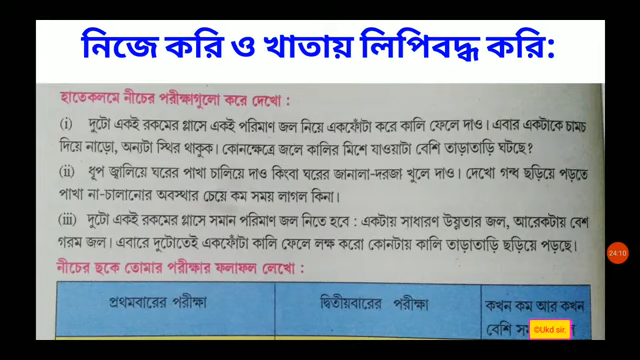 নিজে করি ও খাতায় লিপিবদ্ধ করি:
হাতেকলমে নীচের পরীক্ষাগুলো করে দেখো :
(i) দুটো একই রকমের গ্লাসে একই পরিমাণ জল নিয়ে একফোঁটা করে কালি ফেলে দাও। এবার একটাকে চামচ
দিয়ে নাড়ো, অন্যটা স্থির থাকুক। কোনক্ষেত্রে জলে কালির মিশে যাওয়াটা বেশি তাড়াতাড়ি ঘটছে?
(ii) ধূপ জ্বালিয়ে ঘরের পাখা চালিয়ে দাও কিংবা ঘরের জানালা-দরজা খুলে দাও। দেখো গন্ধ ছড়িয়ে পড়তে
পাখা না-চালানোর অবস্থার চেয়ে কম সময় লাগল কিনা।
(iii) দুটো একই রকমের গ্লাসে সমান পরিমাণ জল নিতে হবে : একটায় সাধারণ উষ্ণতার জল, আরেকটায় বেশ
গরম জল। এবারে দুটোতেই একফোঁটা কালি ফেলে লক্ষ করো কোনটায় কালি তাড়াতাড়ি ছড়িয়ে পড়ছে।
24:10
নীচের ছকে তোমার পরীক্ষার ফলাফল লেখো :
প্রথমবারের পরীক্ষা
দ্বিতীয়বারের পরীক্ষা
কখন কম আর কখন
বেশি
©Ukd sir.